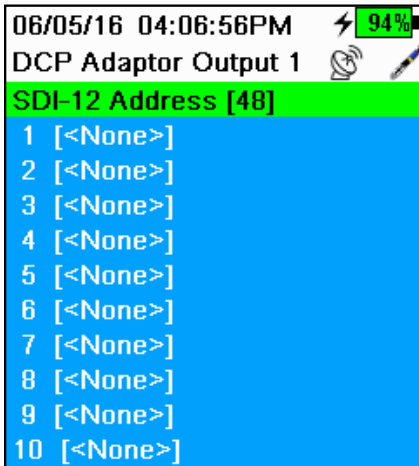 06/05/16 04:06:56PM 94%
DCP Adaptor Output 1
SDI-12 Address [48]
1 [<None>]
2 [<None>]
3 [<None>]
4 [<None>]
5 [<None>]
6 [<None>]
7 [<None>]
8 [<None>]
9 [<None>]
10 [<None>]